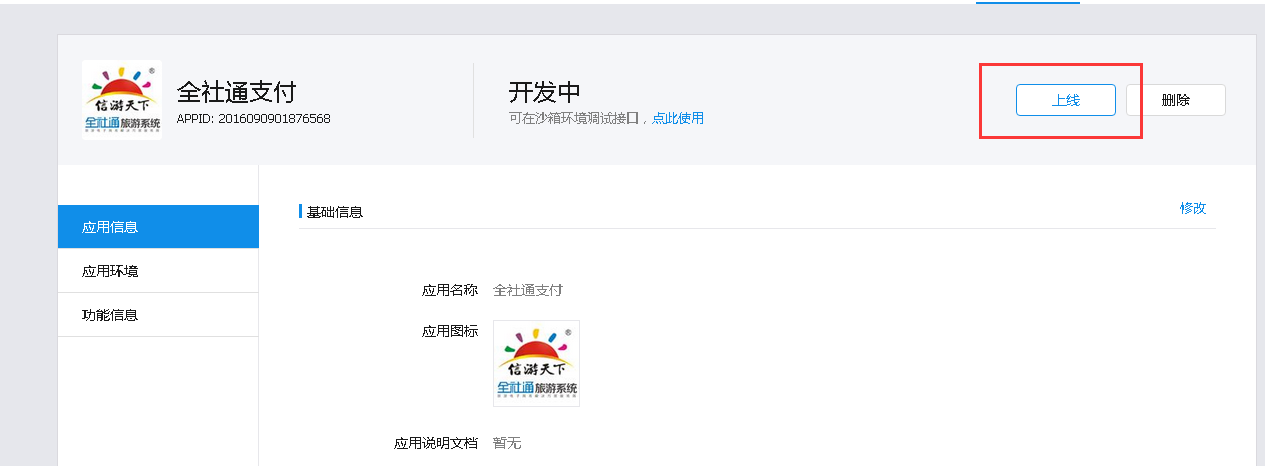 信游天下
全社通旅游系统
全社通支付
APPID: 2016090901876568
开发中
可在沙箱环境调试接口，点此使用
上线
删除
应用信息
应用环境
功能信息
基础信息
修改
应用名称 全社通支付
应用图标
信游天下
全社通旅游系统
应用说明文档 暂无